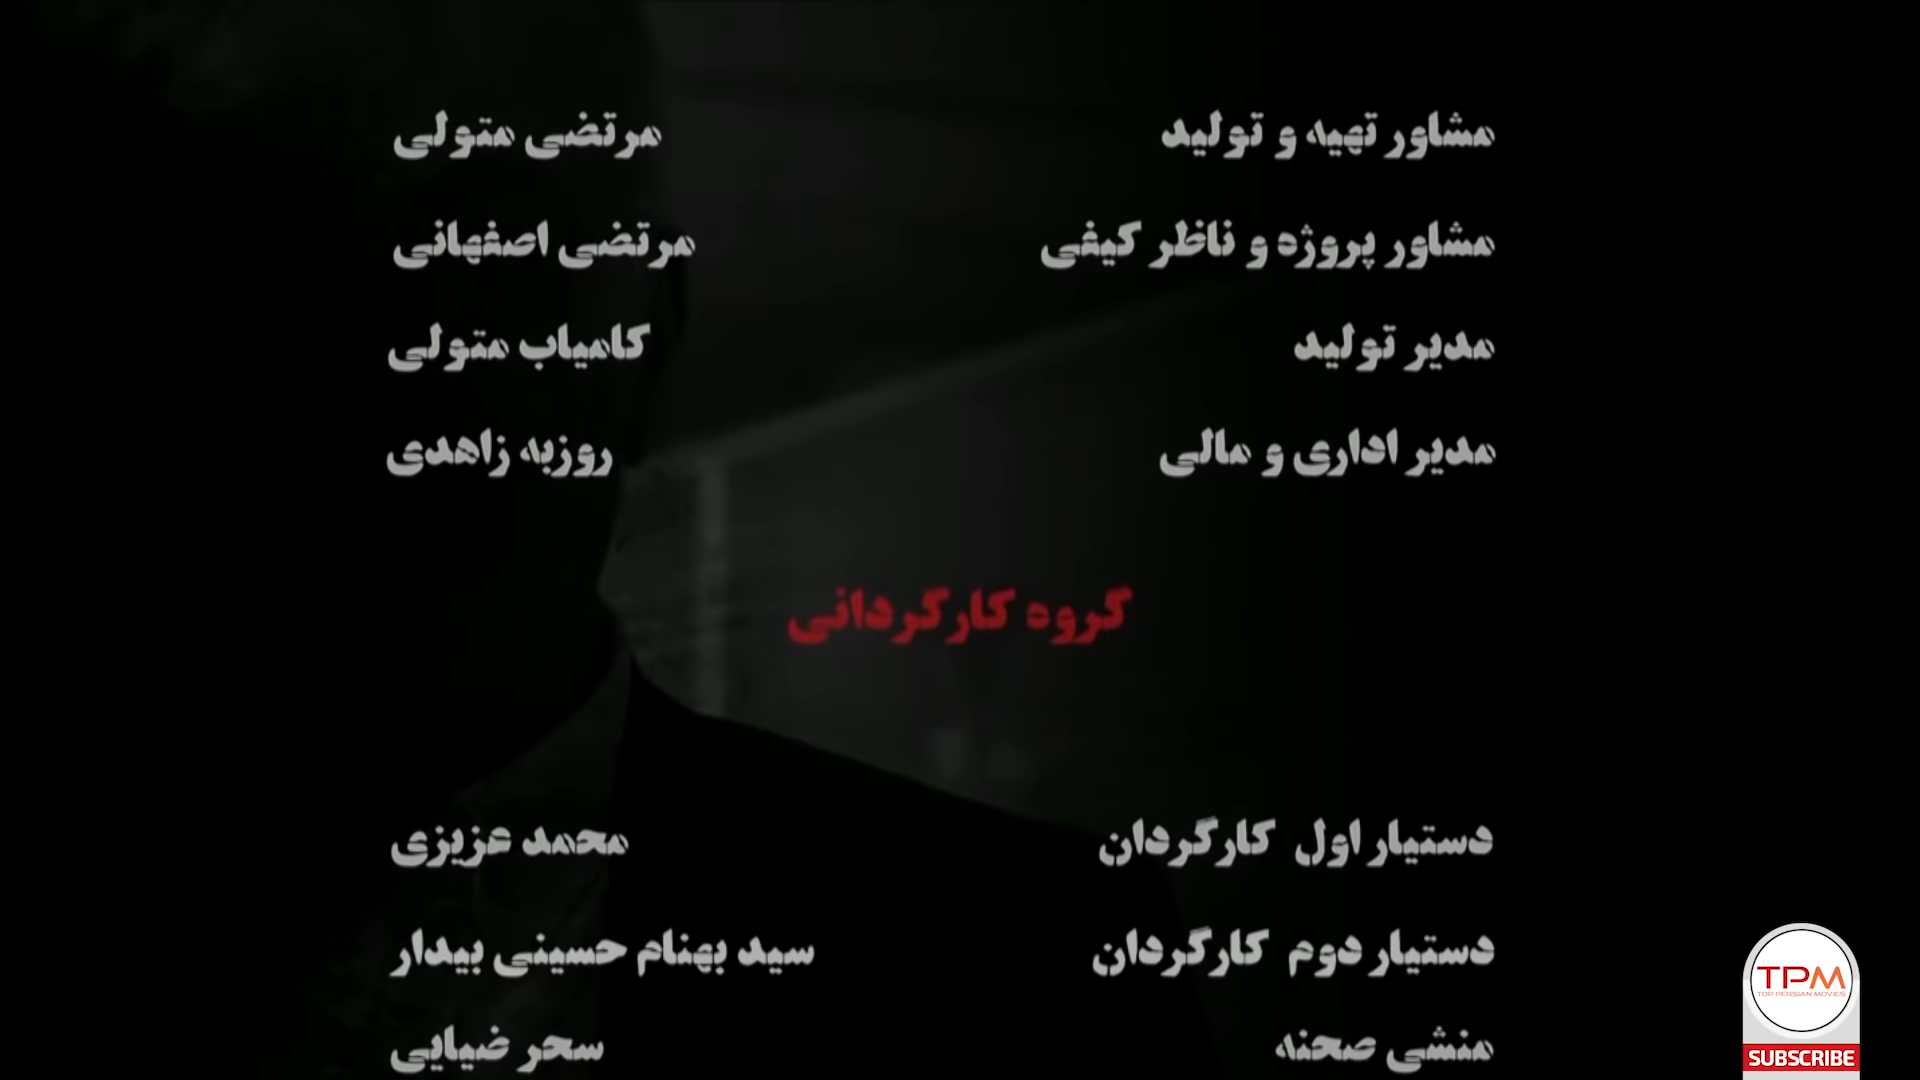 مشاور تهیه و تولید مرتضی متولی
مشاور پروژه و ناظر کیفی مرتضی اصفهانی
مدیر تولید کامیاب متولی
مدیر اداری و مالی روزبه زاهدی
گروه کارگردانی
دستیار اول کارگردان محمد عزیزی
دستیار دوم کارگردان سید بهنام حسینی بیدار
منشی صحنه سحر ضیایی
TPM
TOP PERSIAN MOVIES
SUBSCRIBE